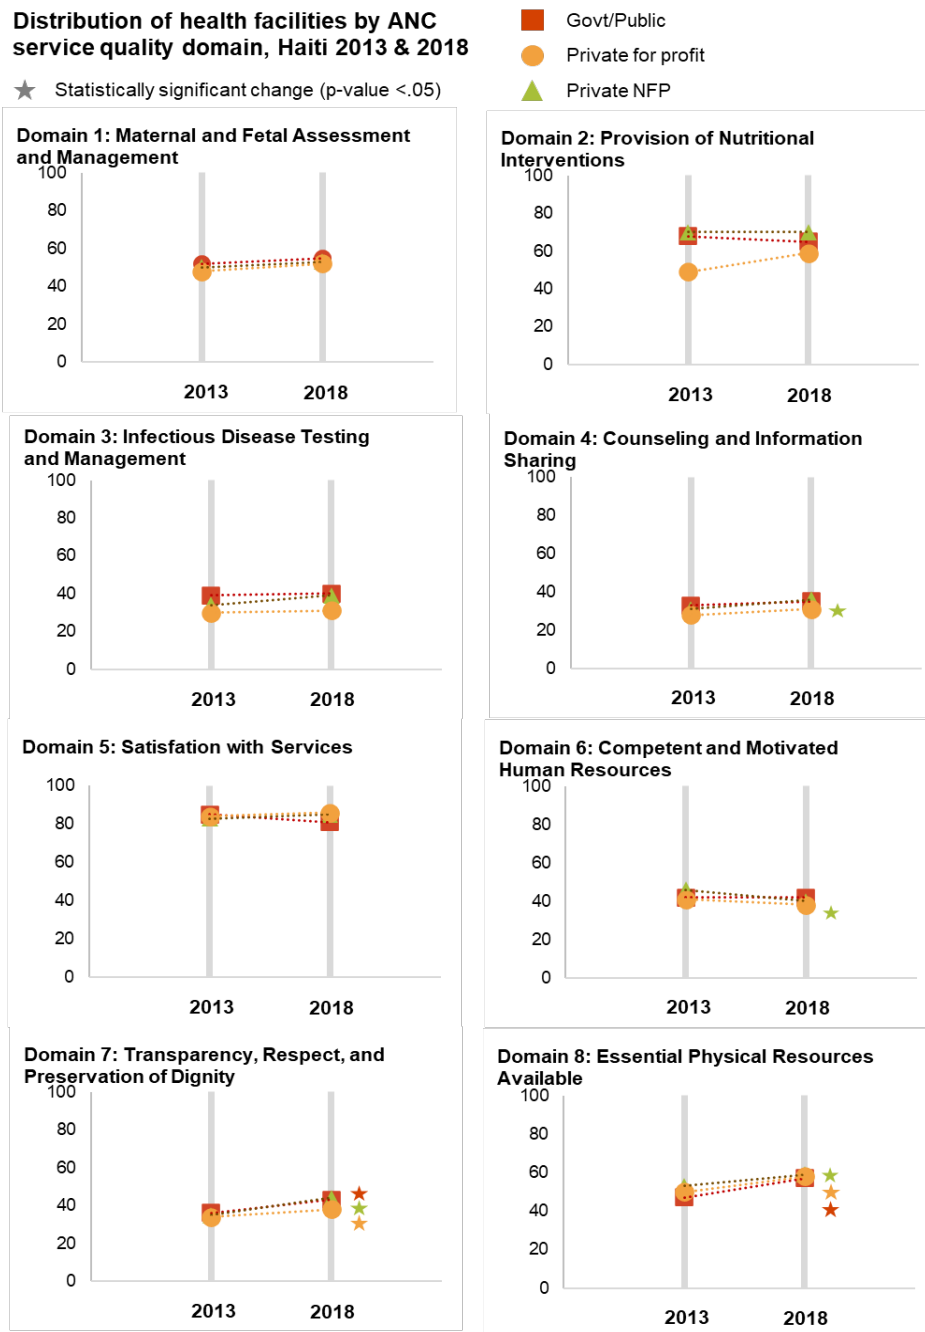 Distribution of health facilities by ANC
service quality domain, Haiti 2013 & 2018
Statistically significant change (p-value <.05)
Govt/Public
Private for profit
Private NFP
Domain 1: Maternal and Fetal Assessment
and Management
100
80
60
40
20
0
2013 2018
Domain 2: Provision of Nutritional
Interventions
100
80
60
40
20
0
2013 2018
Domain 3: Infectious Disease Testing
and Management
100
80
60
40
20
0
2013 2018
Domain 4: Counseling and Information
Sharing
100
80
60
40
20
0
2013 2018
Domain 5: Satisfation with Services
100
80
60
40
20
0
2013 2018
Domain 6: Competent and Motivated
Human Resources
100
80
60
40
20
0
2013 2018
Domain 7: Transparency, Respect, and
Preservation of Dignity
100
80
60
40
20
0
2013 2018
Domain 8: Essential Physical Resources
Available
100
80
60
40
20
0
2013 2018